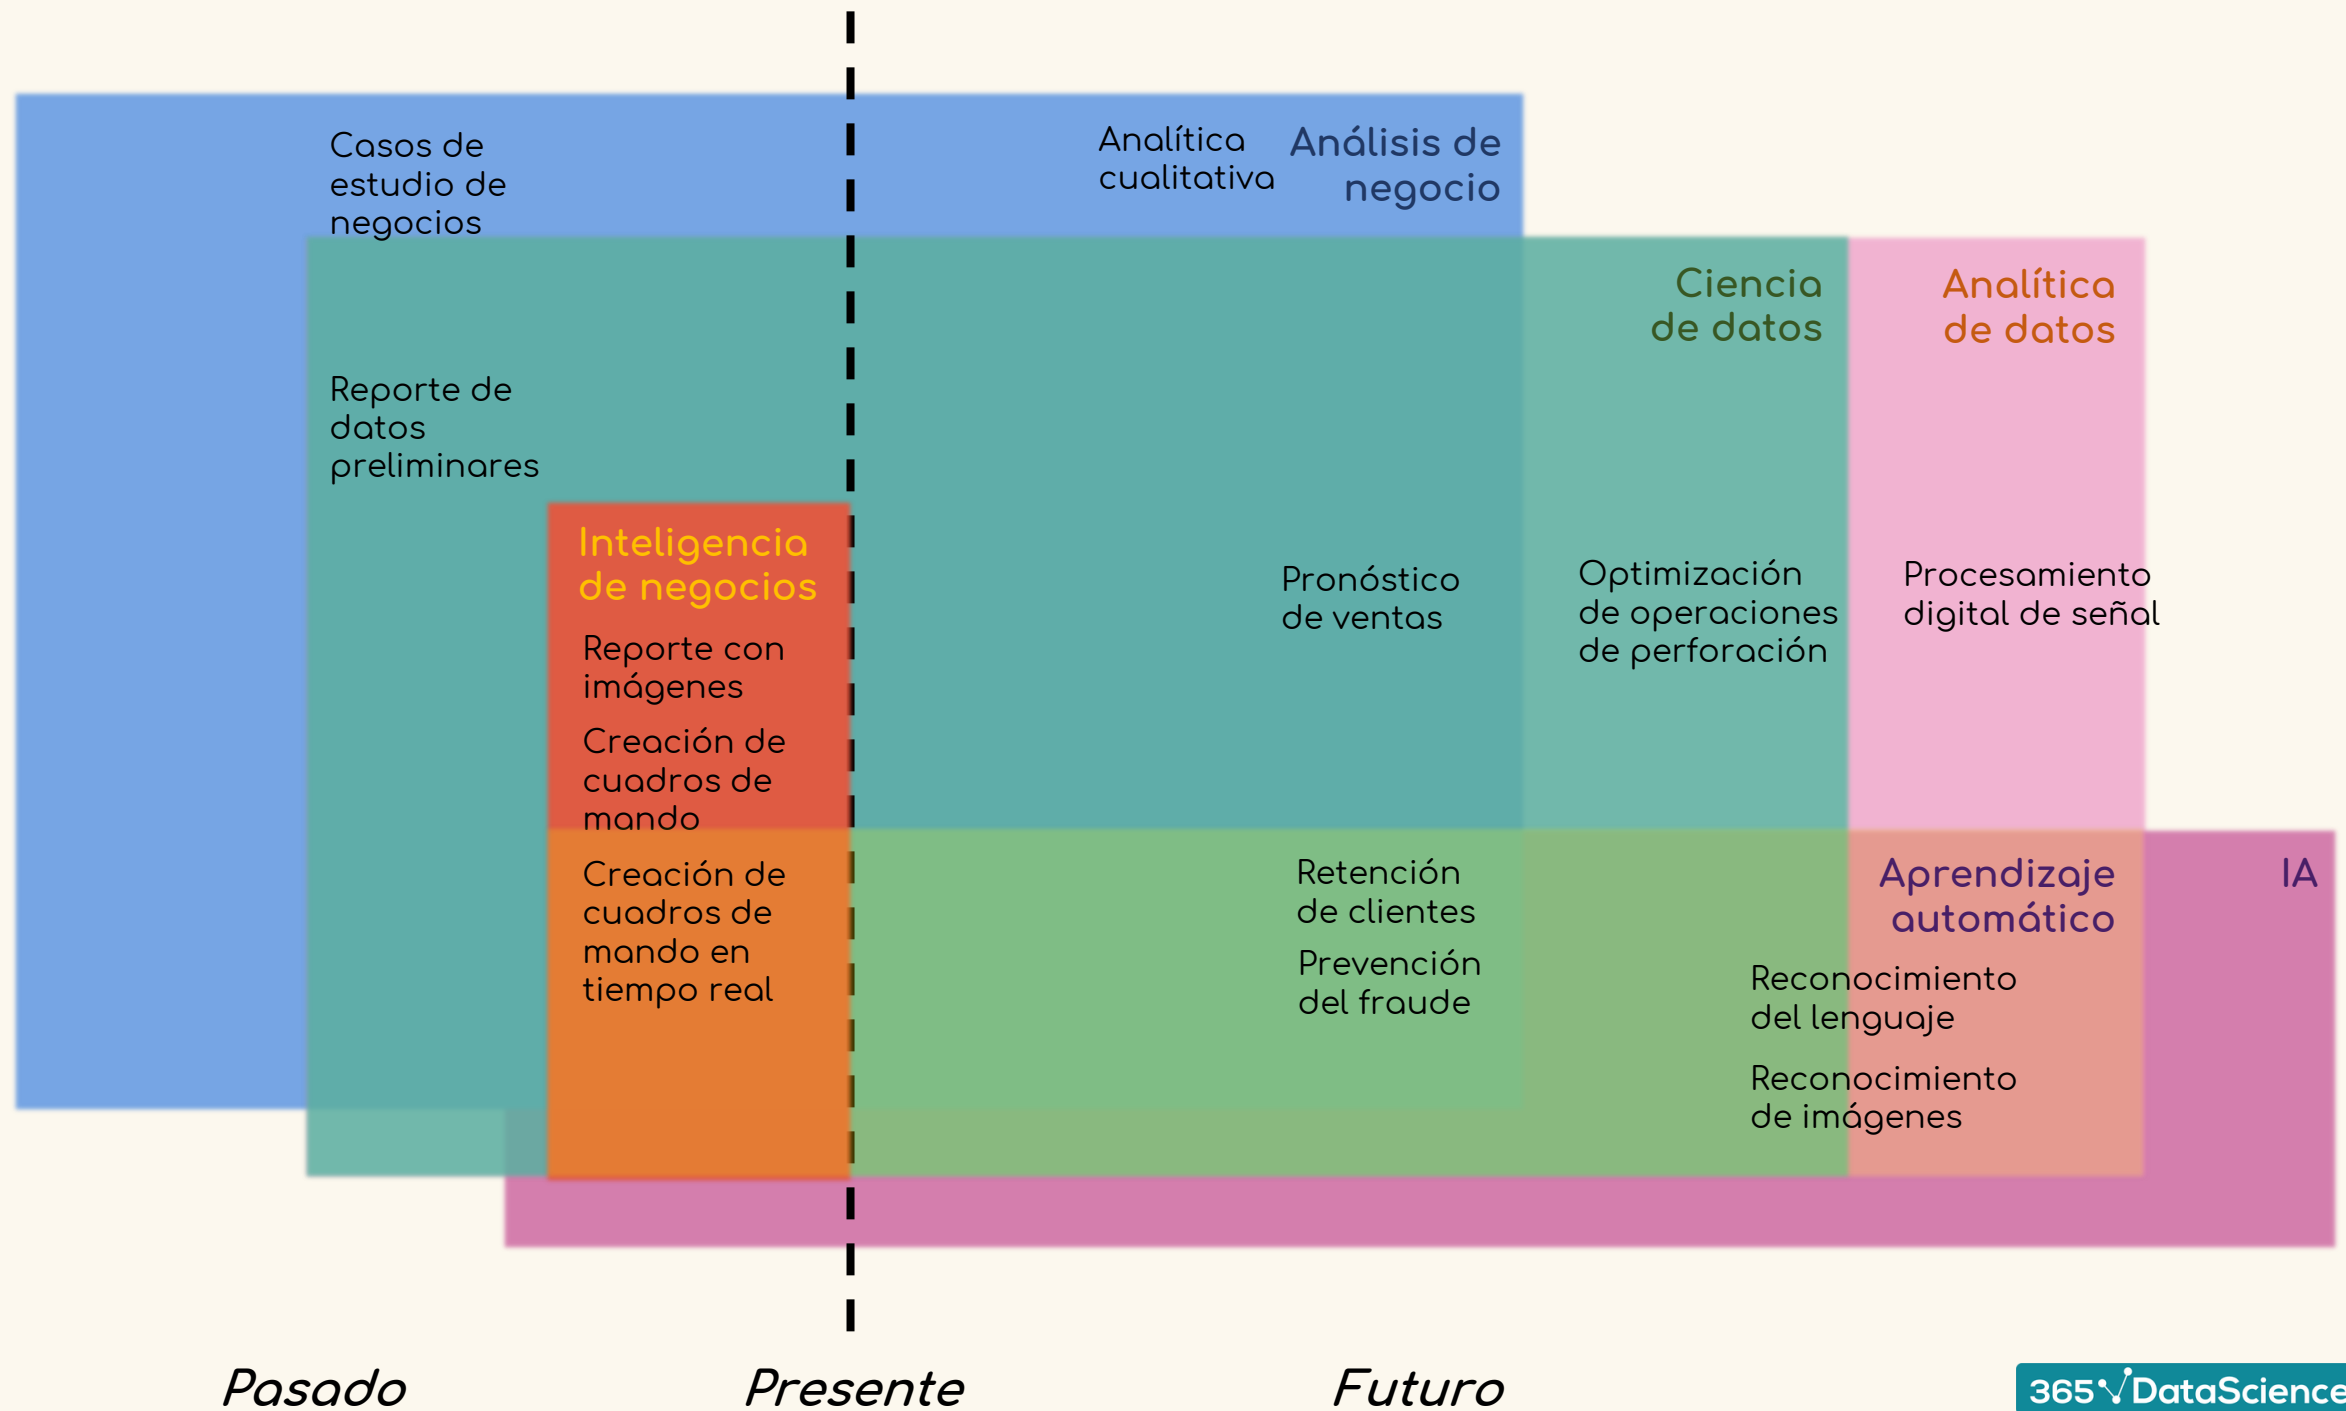 Casos de
estudio de
negocios
Analítica
cualitativa
Análisis de
negocio
Ciencia
de datos
Analítica
de datos
Reporte de
datos
preliminares
Inteligencia
de negocios
Reporte con
imágenes
Creación de
cuadros de
mando
Pronóstico
de ventas
Optimización
de operaciones
de perforación
Procesamiento
digital de señal
Creación de
cuadros de
mando en
tiempo real
Retención
de clientes
Prevención
del fraude
Aprendizaje
automático
IA
Reconocimiento
del lenguaje
Reconocimiento
de imágenes
Pasado
Presente
Futuro
365 DataScience